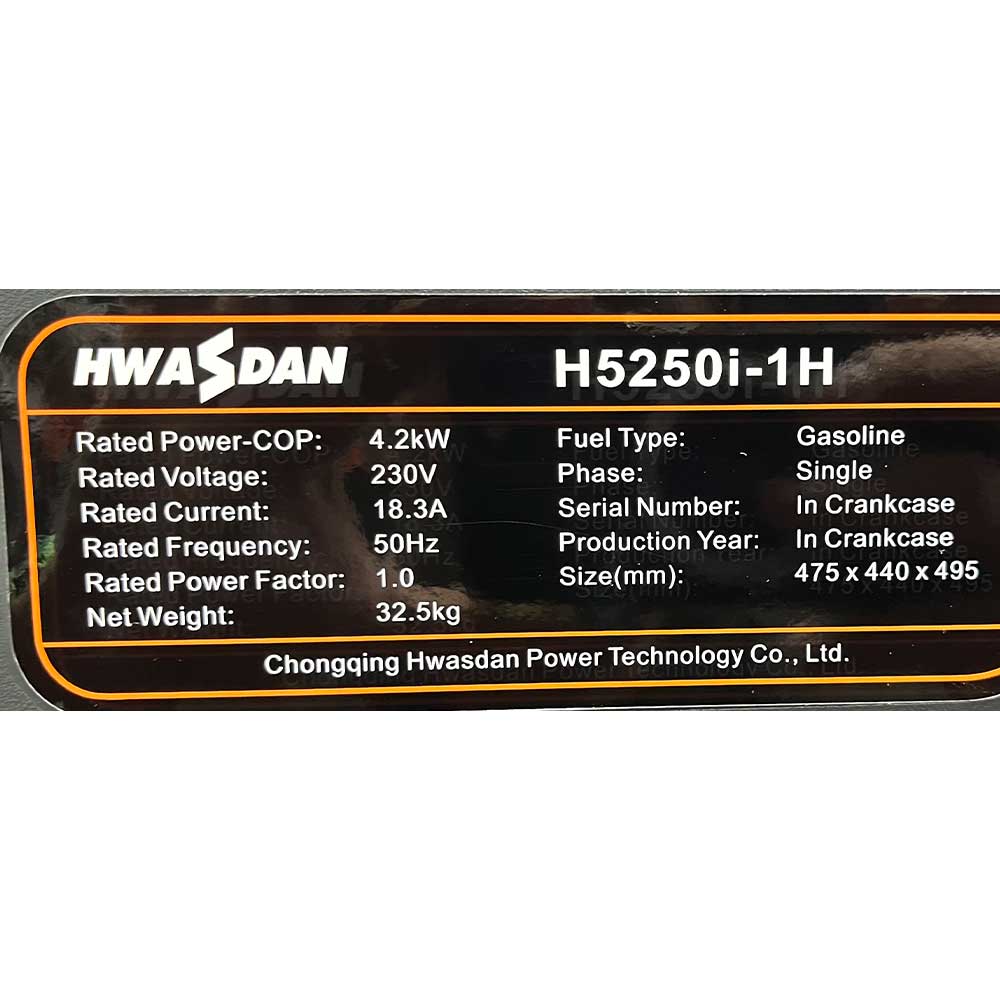 HWASDAN H5250i-1H
Rated Power-COP: 4.2kW Fuel Type: Gasoline
Rated Voltage: 230V Phase: Single
Rated Current: 18.3A Serial Number: In Crankcase
Rated Frequency: 50Hz Production Year: In Crankcase
Rated Power Factor: 1.0 Size(mm): 475 x 440 x 495
Net Weight: 32.5kg
Chongqing Hwasdan Power Technology Co., Ltd.